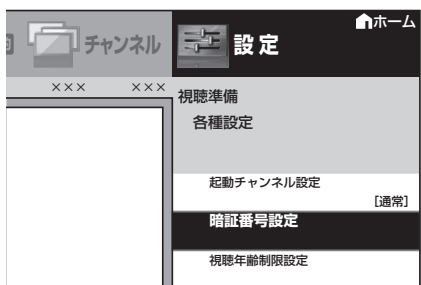 ホーム
チャンネル 設定
××× ×××
視聴準備
各種設定
起動チャンネル設定
[通常]
暗証番号設定
視聴年齢制限設定